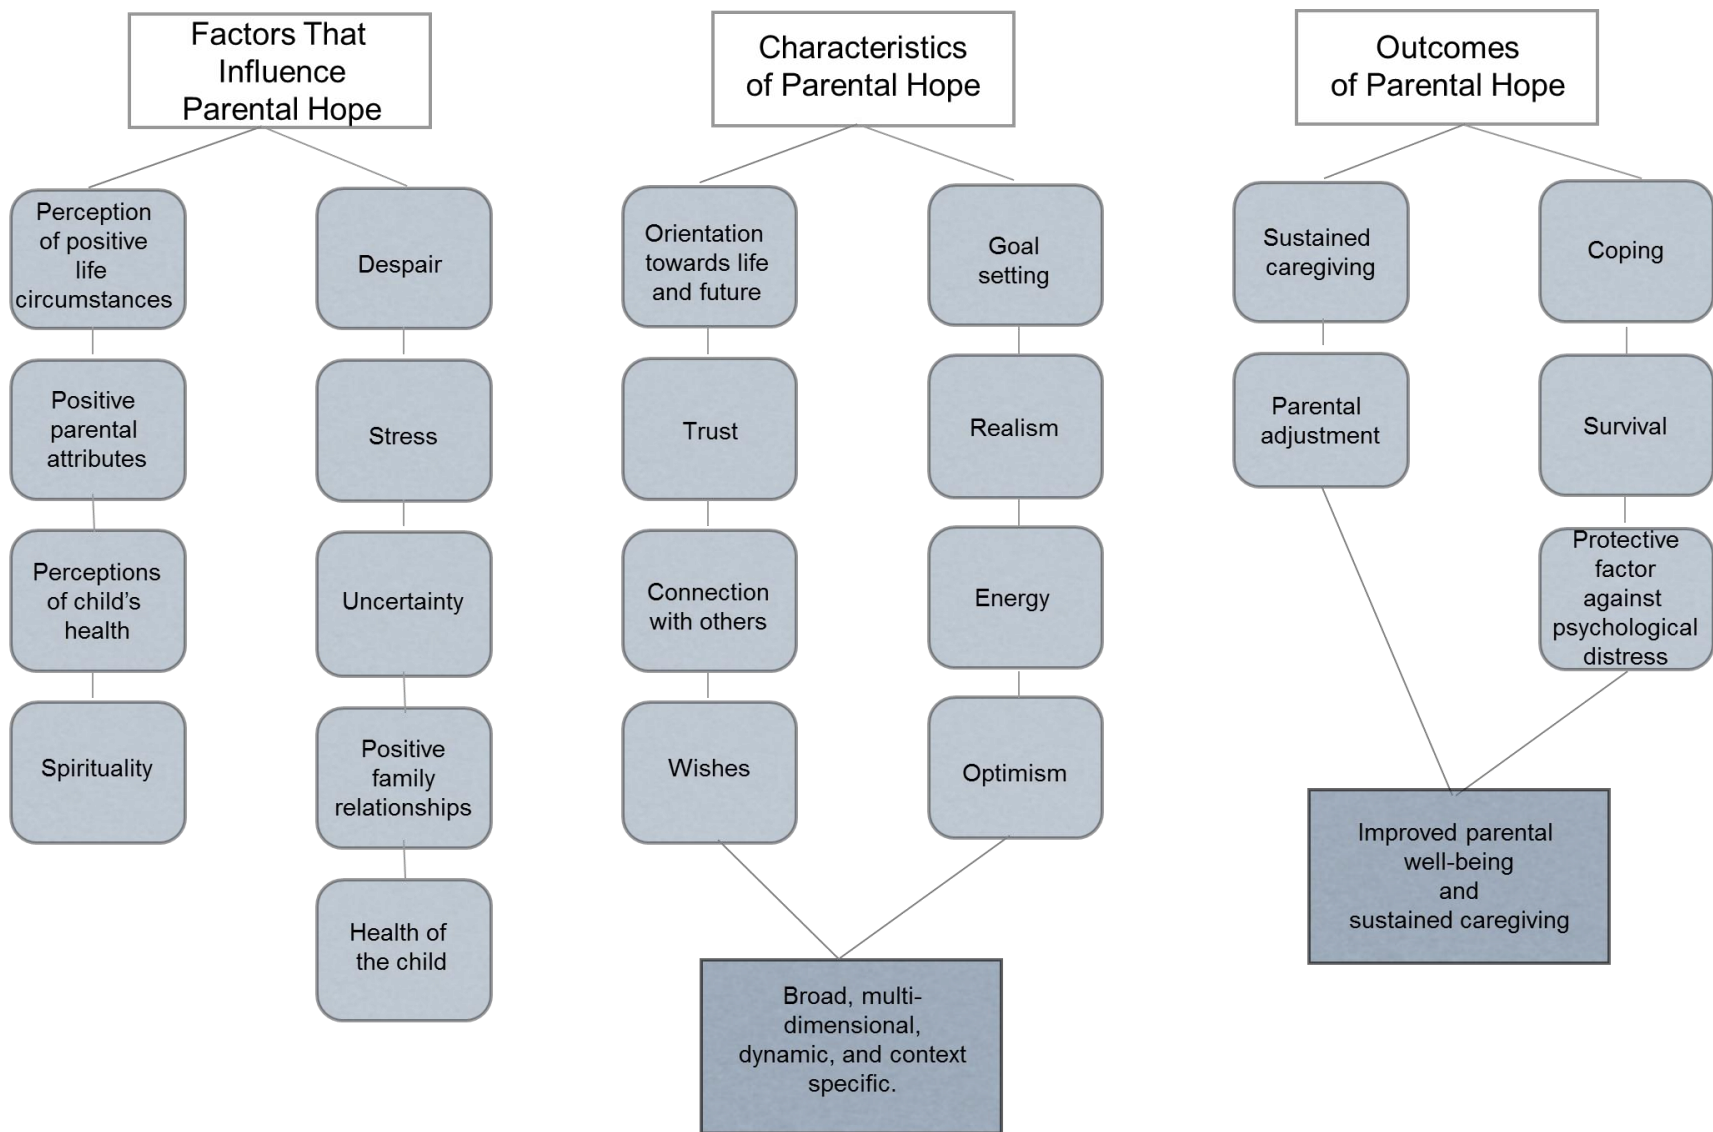 Factors That
Influence
Parental Hope
Perception
of positive
life
circumstances
Positive
parental
attributes
Perceptions
of child’s
health
Spirituality
Despair
Stress
Uncertainty
Positive
family
relationships
Health of
the child
Characteristics
of Parental Hope
Orientation
towards life
and future
Trust
Connection
with others
Wishes
Goal
setting
Realism
Energy
Optimism
Broad, multi-
dimensional,
dynamic, and context
specific.
Outcomes
of Parental Hope
Sustained
caregiving
Parental
adjustment
Coping
Survival
Protective
factor
against
psychological
distress
Improved parental
well-being
and
sustained caregiving